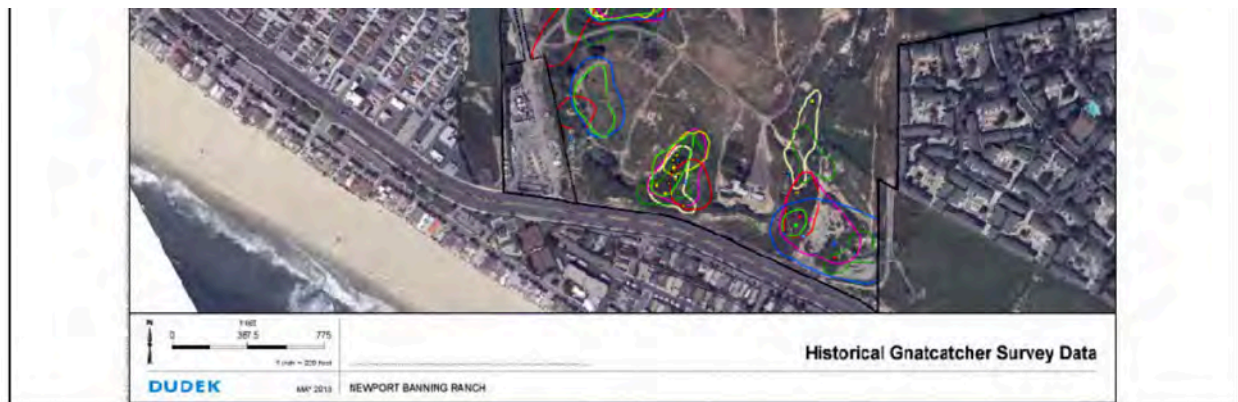 N
0 387.5 775
Historical Gnatcatcher Survey Data
DUDEK
NEWPORT BANNING RANCH